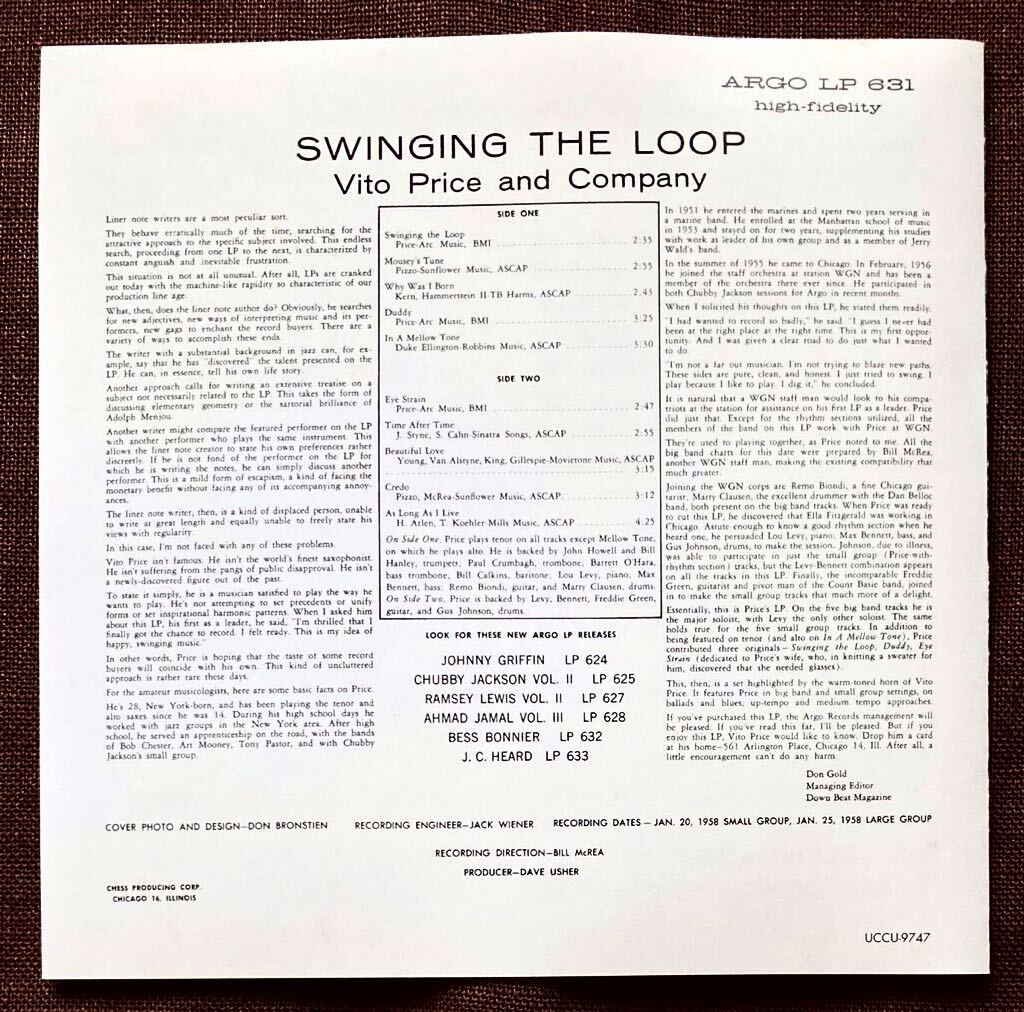 ARGO LP 631
high-fidelity
SWINGING THE LOOP
Vito Price and Company
Liner note writers are a most peculiar sort.
They behave erratically much of the time, searching for the
attractive approach to the specific subject involved. This endless
search, proceeding from one LP to the next, is characterized by
constant anguish and inevitable frustration.
This situation is not at all unusual. After all, LPs are cranked
out today with the machine-like rapidity so characteristic of our
production line age.
What, then, does the liner note author do? Obviously, he searches
for new adjectives, new ways of interpreting music and its per-
formers, new gags to enchant the record buyers. There are a
variety of ways to accomplish these ends.
The writer with a substantial background in jazz can, for ex-
ample, say that he has "discovered" the talent presented on the
LP. He can, in essence, tell his own life story.
Another approach calls for writing an extensive treatise on a
subject not necessarily related to the LP. This takes the form of
discussing elementary geometry or the sartorial brilliance of
Adolph Menjou.
Another writer might compare the featured performer on the LP
with another performer who plays the same instrument. This
allows the liner note creator to state his own preferences rather
discreetly. If he is not fond of the performer on the LP for
which he is writing the notes, he can simply discuss another
performer. This is a mild form of escapism, a kind of facing the
monetary benefit without facing any of its accompanying annoy-
ances.
The liner note writer, then, is a kind of displaced person, unable
to write at great length and equally unable to freely state his
views with regularity.
In this case, I'm not faced with any of these problems.
Vito Price isn't famous. He isn't the world's finest saxophonist.
He isn't suffering from the pangs of public disapproval. He isn't
a newly-discovered figure out of the past.
To state it simply, he is a musician satisfied to play the way he
wants to play. He's not attempting to set precedents or unify
forms or set inspirational harmonic patterns. When I asked him
about this LP, his first as a leader, he said, "I'm thrilled that I
finally got the chance to record. I felt ready. This is my idea of
happy, swinging music."
In other words, Price is hoping that the taste of some record
buyers will coincide with his own. This kind of uncluttered
approach is rather rare these days.
For the amateur musicologists, here are some basic facts on Price.
He's 28, New York-born, and has been playing the tenor and
alto saxes since he was 14. During his high school days he
worked with jazz groups in the New York area. After high
school, he served an apprenticeship on the road, with the bands
of Bob Chester, Art Mooney, Tony Pastor, and with Chubby
Jackson's small group.
SIDE ONE
Swinging the Loop
Price-Arc Music, BMI 2:35
Mousey's Tune
Pizzo-Sunflower Music, ASCAP 2:55
Why Was I Born
Kern, Hammerstein II-TB Harms, ASCAP 2:43
Duddy
Price-Arc Music, BMI 3:25
In A Mellow Tone
Duke Ellington-Robbins Music, ASCAP 3:30
SIDE TWO
Eye Strain
Price-Arc Music, BMI 2:47
Time After Time
J. Styne, S. Cahn-Sinatra Songs, ASCAP 2:55
Beautiful Love
Young, Van Alstyne, King, Gillespie-Movietone Music, ASCAP
3:15
Credo
Pizzo, McRea-Sunflower Music, ASCAP 3:12
As Long As I Live
H. Arlen, T. Koehler-Mills Music, ASCAP 4:25
On Side One, Price plays tenor on all tracks except Mellow Tone,
on which he plays alto. He is backed by John Howell and Bill
Hanley, trumpets; Paul Crumbagh, trombone; Barrett O'Hara,
bass trombone, Bill Calkins, baritone; Lou Levy, piano; Max
Bennett, bass; Remo Biondi, guitar, and Marty Clausen, drums.
On Side Two, Price is backed by Levy, Bennett, Freddie Green,
guitar, and Gus Johnson, drums.
LOOK FOR THESE NEW ARGO LP RELEASES
JOHNNY GRIFFIN LP 624
CHUBBY JACKSON VOL. II LP 625
RAMSEY LEWIS VOL. II LP 627
AHMAD JAMAL VOL. III LP 628
BESS BONNIER LP 632
J. C. HEARD LP 633
In 1951 he entered the marines and spent two years serving in
a marine band. He enrolled at the Manhattan school of music
in 1953 and stayed on for two years, supplementing his studies
with work as leader of his own group and as a member of Jerry
Wald's band.
In the summer of 1955 he came to Chicago. In February, 1956
he joined the staff orchestra at station WGN and has been a
member of the orchestra there ever since. He participated in
both Chubby Jackson sessions for Argo in recent months.
When I solicited his thoughts on this LP, he stated them readily.
"I had wanted to record so badly," he said. "I guess I never had
been at the right place at the right time. This is my first oppor-
tunity. And I was given a clear road to do just what I wanted
to do.
"I'm not a far out musician. I'm not trying to blaze new paths.
These sides are pure, clean, and honest. I just tried to swing. I
play because I like to play. I dig it," he concluded.
It is natural that a WGN staff man would look to his compa-
triots at the station for assistance on his first LP as a leader. Price
did just that. Except for the rhythm sections utilized, all the
members of the band on this LP work with Price at WGN.
They're used to playing together, as Price noted to me. All the
big band charts for this date were prepared by Bill McRea,
another WGN staff man, making the existing compatibility that
much greater.
Joining the WGN corps are Remo Biondi, a fine Chicago gui-
tarist; Marty Clausen, the excellent drummer with the Dan Belloc
band, both present on the big band tracks. When Price was ready
to cut this LP, he discovered that Ella Fitzgerald was working in
Chicago. Astute enough to know a good rhythm section when he
heard one, he persuaded Lou Levy, piano, Max Bennett, bass, and
Gus Johnson, drums, to make the session. Johnson, due to illness,
was able to participate in just the small group (Price-with-
rhythm section) tracks, but the Levy-Bennett combination appears
on all the tracks in this LP. Finally, the incomparable Freddie
Green, guitarist and pivot man of the Count Basie band, joined
in to make the small group tracks that much more of a delight.
Essentially, this is Price's LP. On the five big band tracks he is
the major soloist, with Levy the only other soloist. The same
holds true for the five small group tracks. In addition to
being featured on tenor (and alto on In A Mellow Tone), Price
contributed three originals—Swinging the Loop, Duddy, Eye
Strain (dedicated to Price's wife, who, in knitting a sweater for
him, discovered that she needed glasses).
This, then, is a set highlighted by the warm-toned horn of Vito
Price. It features Price in big band and small group settings, on
ballads and blues, up-tempo and medium tempo approaches.
If you've purchased this LP, the Argo Records management will
be pleased. If you've read this far, I'll be pleased. But if you
enjoy this LP, Vito Price would like to know. Drop him a card
at his home—561 Arlington Place, Chicago 14, Ill. After all, a
little encouragement can't do any harm.
Don Gold
Managing Editor
Down Beat Magazine
COVER PHOTO AND DESIGN—DON BRONSTIEN RECORDING ENGINEER—JACK WIENER RECORDING DATES — JAN. 20, 1958 SMALL GROUP, JAN. 25, 1958 LARGE GROUP
RECORDING DIRECTION—BILL McREA
PRODUCER—DAVE USHER
CHESS PRODUCING CORP.
CHICAGO 16, ILLINOIS
UCCU-9747